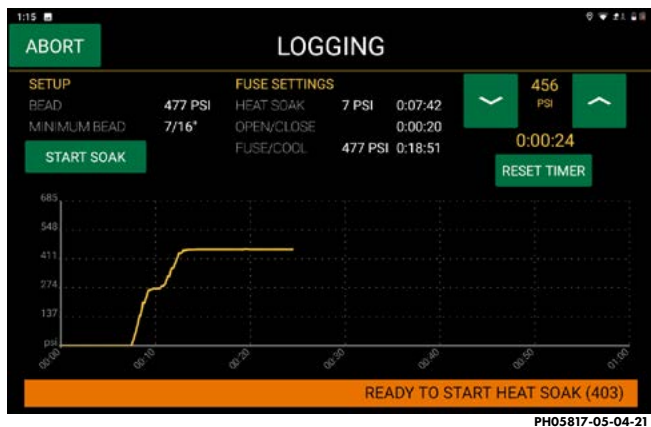 1:15
ABORT
LOGGING
SETUP
BEAD 477 PSI
MINIMUM BEAD 7/16"
START SOAK
FUSE SETTINGS
HEAT SOAK 7 PSI 0:07:42
OPEN/CLOSE 0:00:20
FUSE/COOL 477 PSI 0:18:51
456
PSI
0:00:24
RESET TIMER
685
548
411
274
137
psi
00:00 00:10 00:20 00:30 00:40 00:50 01:00
READY TO START HEAT SOAK (403)
PH05817-05-04-21